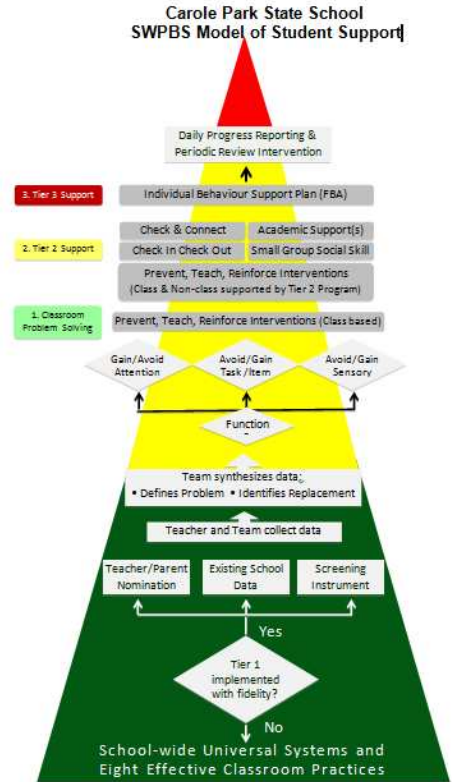 Carole Park State School
SWPBS Model of Student Support
Daily Progress Reporting &
Periodic Review Intervention
3. Tier 3 Support
Individual Behaviour Support Plan (FBA)
Check & Connect
Academic Support(s)
2. Tier 2 Support
Check In Check Out
Small Group Social Skill
Prevent, Teach, Reinforce Interventions
(Class & Non-class supported by Tier 2 Program)
1. Classroom
Problem Solving
Prevent, Teach, Reinforce Interventions (Class based)
Gain/Avoid
Attention
Avoid/Gain
Task /Item
Avoid/Gain
Sensory
Function
-
Team synthesizes data;
• Defines Problem • Identifies Replacement
Teacher and Team collect data
Teacher/Parent
Nomination
Existing School
Data
Screening
Instrument
Yes
Tier 1
implemented
with fidelity?
No
School-wide Universal Systems and
Eight Effective Classroom Practices